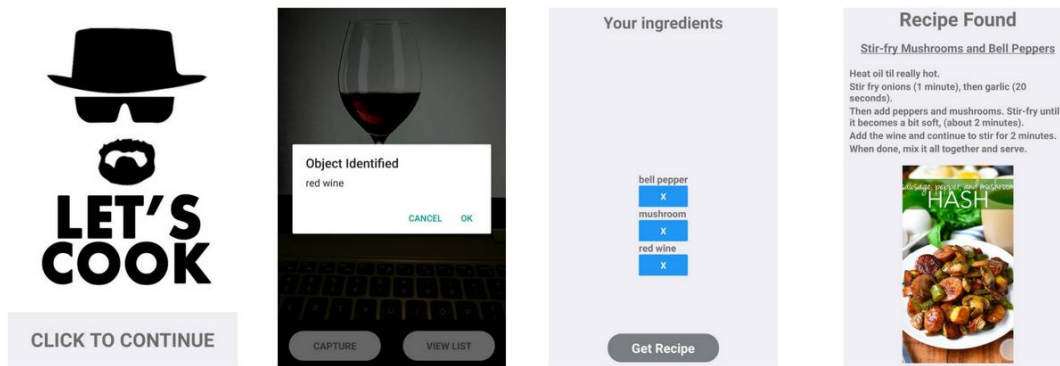 LET'S
COOK
CLICK TO CONTINUE
Object Identified
red wine
CANCEL OK
CAPTURE VIEW LIST
Your ingredients
bell pepper
X
mushroom
X
red wine
X
Get Recipe
Recipe Found
Stir-fry Mushrooms and Bell Peppers
Heat oil til really hot.
Stir fry onions (1 minute), then garlic (20
seconds).
Then add peppers and mushrooms. Stir-fry until
it becomes a bit soft, (about 2 minutes).
Add the wine and continue to stir for 2 minutes.
When done, mix it all together and serve.
sausage, pepper, and mushroom
HASH